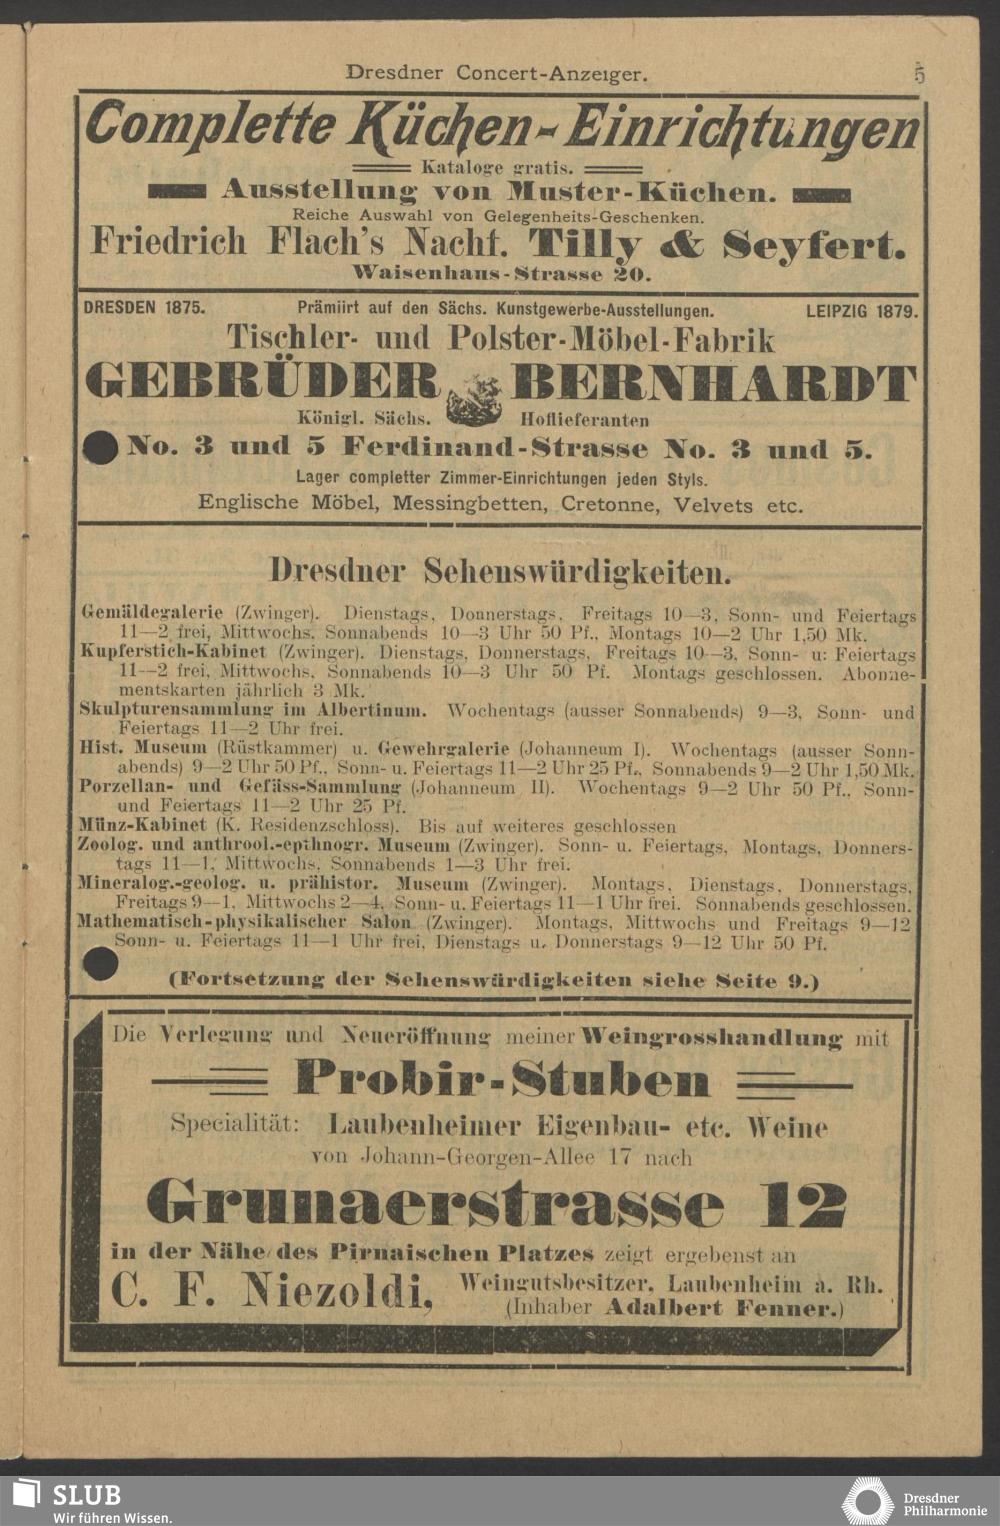 Dresdner Concert-Anzeiger.
5
Complette Küchen-Einrichtungen
Kataloge gratis.
Ausstellung von Muster-Küchen.
Reiche Auswahl von Gelegenheits-Geschenken.
Friedrich Flach's Nachf. Tilly & Seyfert.
Waisenhaus-Strasse 20.
DRESDEN 1875. Prämiirt auf den Sächs. Kunstgewerbe-Ausstellungen. LEIPZIG 1879.
Tischler- und Polster-Möbel-Fabrik
GEBRÜDER BERNHARDT
Königl. Sächs. Hoflieferanten
No. 3 und 5 Ferdinand-Strasse No. 3 und 5.
Lager completter Zimmer-Einrichtungen jeden Styls.
Englische Möbel, Messingbetten, Cretonne, Velvets etc.
Dresdner Sehenswürdigkeiten.
Gemäldegalerie (Zwinger). Dienstags, Donnerstags, Freitags 10—3, Sonn- und Feiertags
11—2 frei, Mittwochs, Sonnabends 10—3 Uhr 50 Pf., Montags 10—2 Uhr 1,50 Mk.
Kupferstich-Kabinet (Zwinger). Dienstags, Donnerstags, Freitags 10—3, Sonn- u. Feiertags
11—2 frei, Mittwochs, Sonnabends 10—3 Uhr 50 Pf. Montags geschlossen. Abonne-
mentskarten jährlich 3 Mk.
Skulpturensammlung im Albertinum. Wochentags (ausser Sonnabends) 9—3, Sonn- und
Feiertags 11—2 Uhr frei.
Hist. Museum (Rüstkammer) u. Gewehrgalerie (Johanneum I). Wochentags (ausser Sonn-
abends) 9—2 Uhr 50 Pf., Sonn- u. Feiertags 11—2 Uhr 25 Pf., Sonnabends 9—2 Uhr 1,50 Mk.
Porzellan- und Gefäss-Sammlung (Johanneum II). Wochentags 9—2 Uhr 50 Pf., Sonn-
und Feiertags 11—2 Uhr 25 Pf.
Münz-Kabinet (K. Residenzschloss). Bis auf weiteres geschlossen
Zoolog. und anthrool.-epthnogr. Museum (Zwinger). Sonn- u. Feiertags, Montags, Donners-
tags 11—1, Mittwochs, Sonnabends 1—3 Uhr frei.
Mineralog.-geolog. u. prähistor. Museum (Zwinger). Montags, Dienstags, Donnerstags,
Freitags 9—1, Mittwochs 2—4, Sonn- u. Feiertags 11—1 Uhr frei. Sonnabends geschlossen.
Mathematisch-physikalischer Salon (Zwinger). Montags, Mittwochs und Freitags 9—12
Sonn- u. Feiertags 11—1 Uhr frei, Dienstags u. Donnerstags 9—12 Uhr 50 Pf.
(Fortsetzung der Sehenswürdigkeiten siehe Seite 9.)
Die Verlegung und Neueröffnung meiner Weingrosshandlung mit
Probir-Stuben
Specialität: Laubenheimer Eigenbau- etc. Weine
von Johann-Georgen-Allee 17 nach
Grunaerstrasse 12
in der Nähe des Pirnaischen Platzes zeigt ergebenst an
C. F. Niezoldi, Weingutsbesitzer, Laubenheim a. Rh.
(Inhaber Adalbert Fenner.)
SLUB
Wir führen Wissen.
Dresdner
Philharmonie